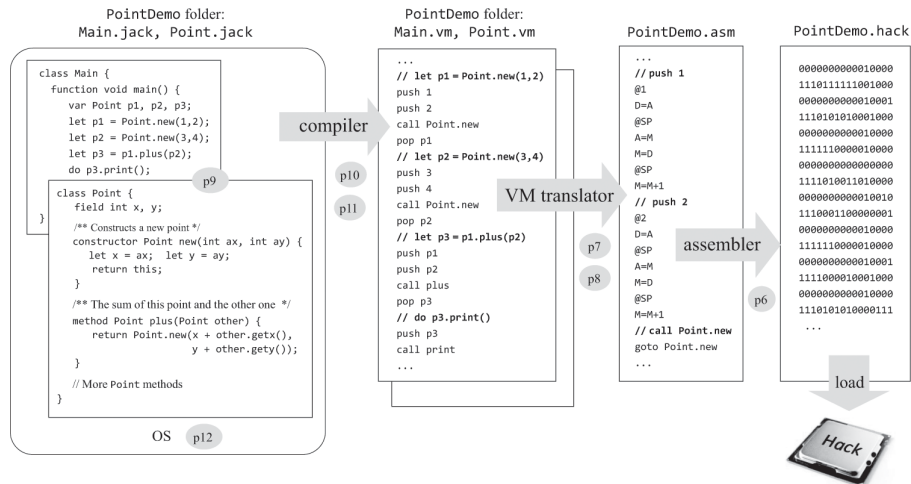 PointDemo folder:
Main.jack, Point.jack
class Main {
function void main() {
var Point p1, p2, p3;
let p1 = Point.new(1,2);
let p2 = Point.new(3,4);
let p3 = p1.plus(p2);
do p3.print();
p9
}
class Point {
field int x, y;
/** Constructs a new point */
constructor Point new(int ax, int ay) {
let x = ax; let y = ay;
return this;
}
/** The sum of this point and the other one */
method Point plus(Point other) {
return Point.new(x + other.getx(),
y + other.gety());
}
// More Point methods
}
OS p12
compiler
p10
p11
PointDemo folder:
Main.vm, Point.vm
...
// let p1 = Point.new(1,2)
push 1
push 2
call Point.new
pop p1
// let p2 = Point.new(3,4)
push 3
push 4
call Point.new
pop p2
// let p3 = p1.plus(p2)
push p1
push p2
call plus
pop p3
// do p3.print()
push p3
call print
...
VM translator
p7
p8
PointDemo.asm
...
// push 1
@1
D=A
@SP
A=M
M=D
@SP
M=M+1
// push 2
@2
D=A
@SP
A=M
M=D
@SP
M=M+1
// call Point.new
goto Point.new
...
assembler
p6
PointDemo.hack
0000000000010000
1110111111001000
0000000000010001
1110101010001000
0000000000010000
1111110000010000
0000000000000000
1111010011010000
0000000000010010
1110001100000001
0000000000010000
1111110000010000
0000000000010001
1111000010001000
0000000000010000
1110101010000111
...
load
Hack